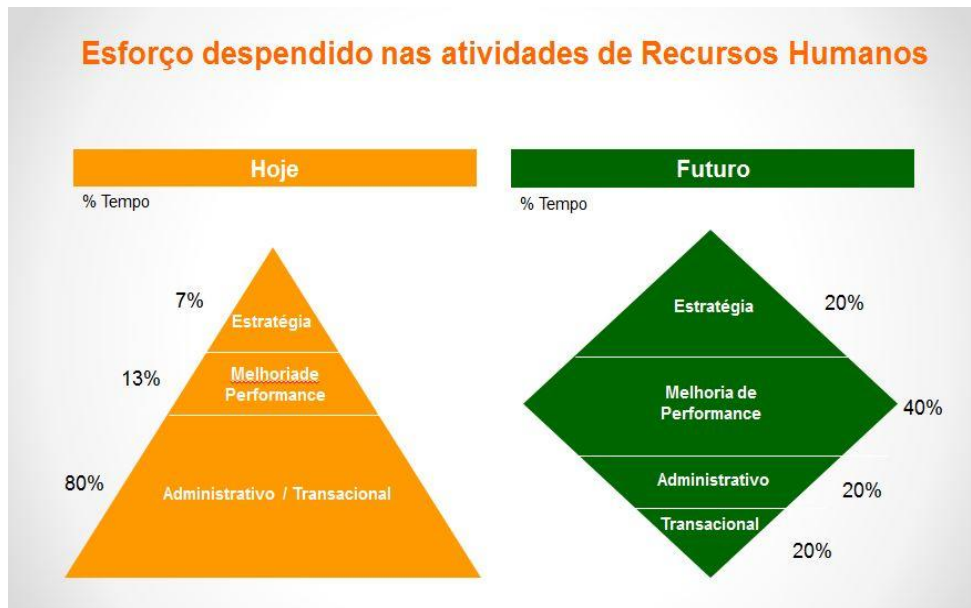 Esforço despendido nas atividades de Recursos Humanos
Hoje
% Tempo
7%
Estratégia
13%
Melhoriade
Performance
80%
Administrativo / Transacional
Futuro
% Tempo
Estratégia
20%
Melhoria de
Performance
40%
Administrativo
20%
Transacional
20%